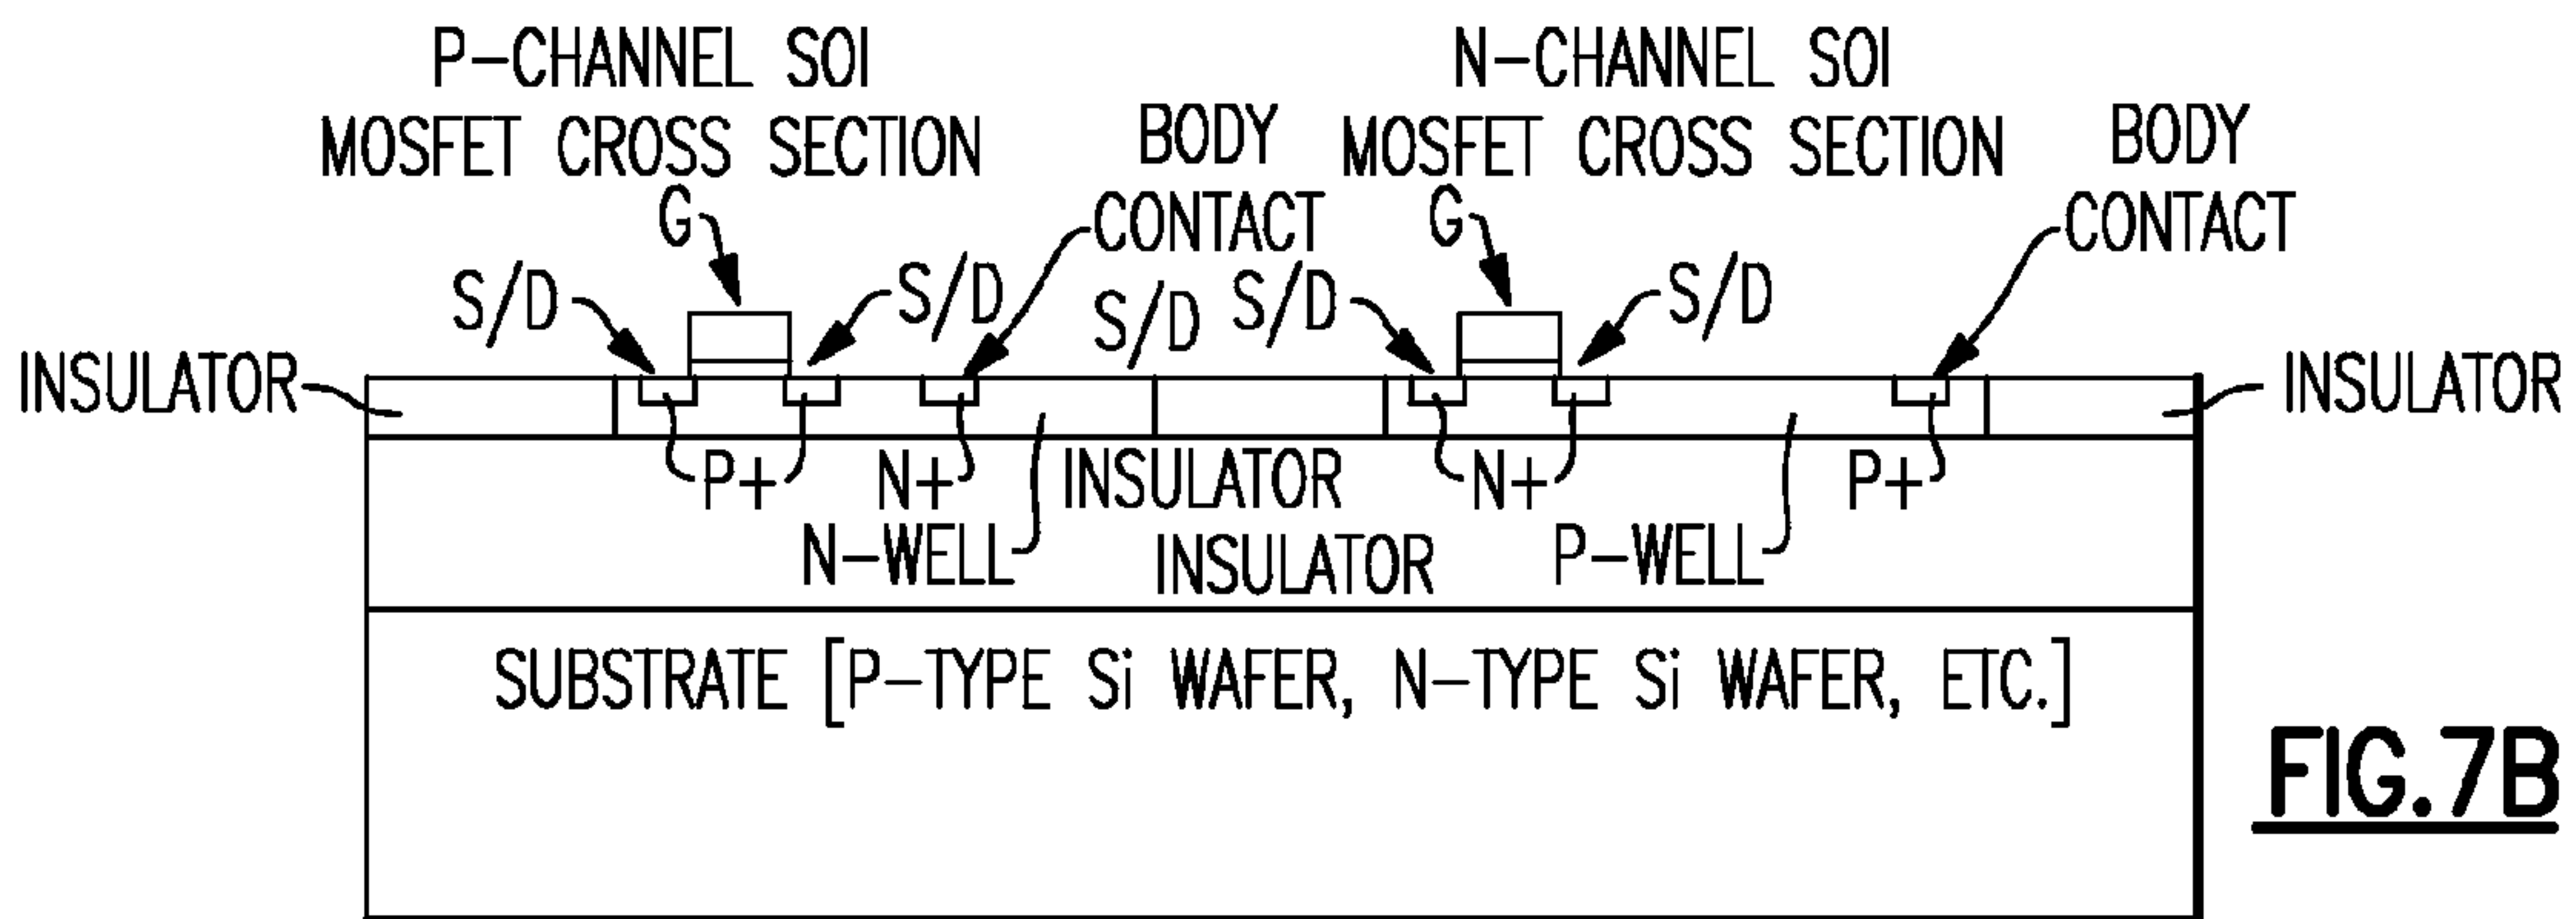 P-CHANNEL SOI
MOSFET CROSS SECTION
N-CHANNEL SOI
MOSFET CROSS SECTION
BODY
CONTACT
BODY
CONTACT
G
G
S/D
S/D
S/D
S/D
S/D
INSULATOR
INSULATOR
P+
N+
INSULATOR
N+
P+
N-WELL
INSULATOR
P-WELL
SUBSTRATE [P-TYPE Si WAFER, N-TYPE Si WAFER, ETC.]
FIG.7B